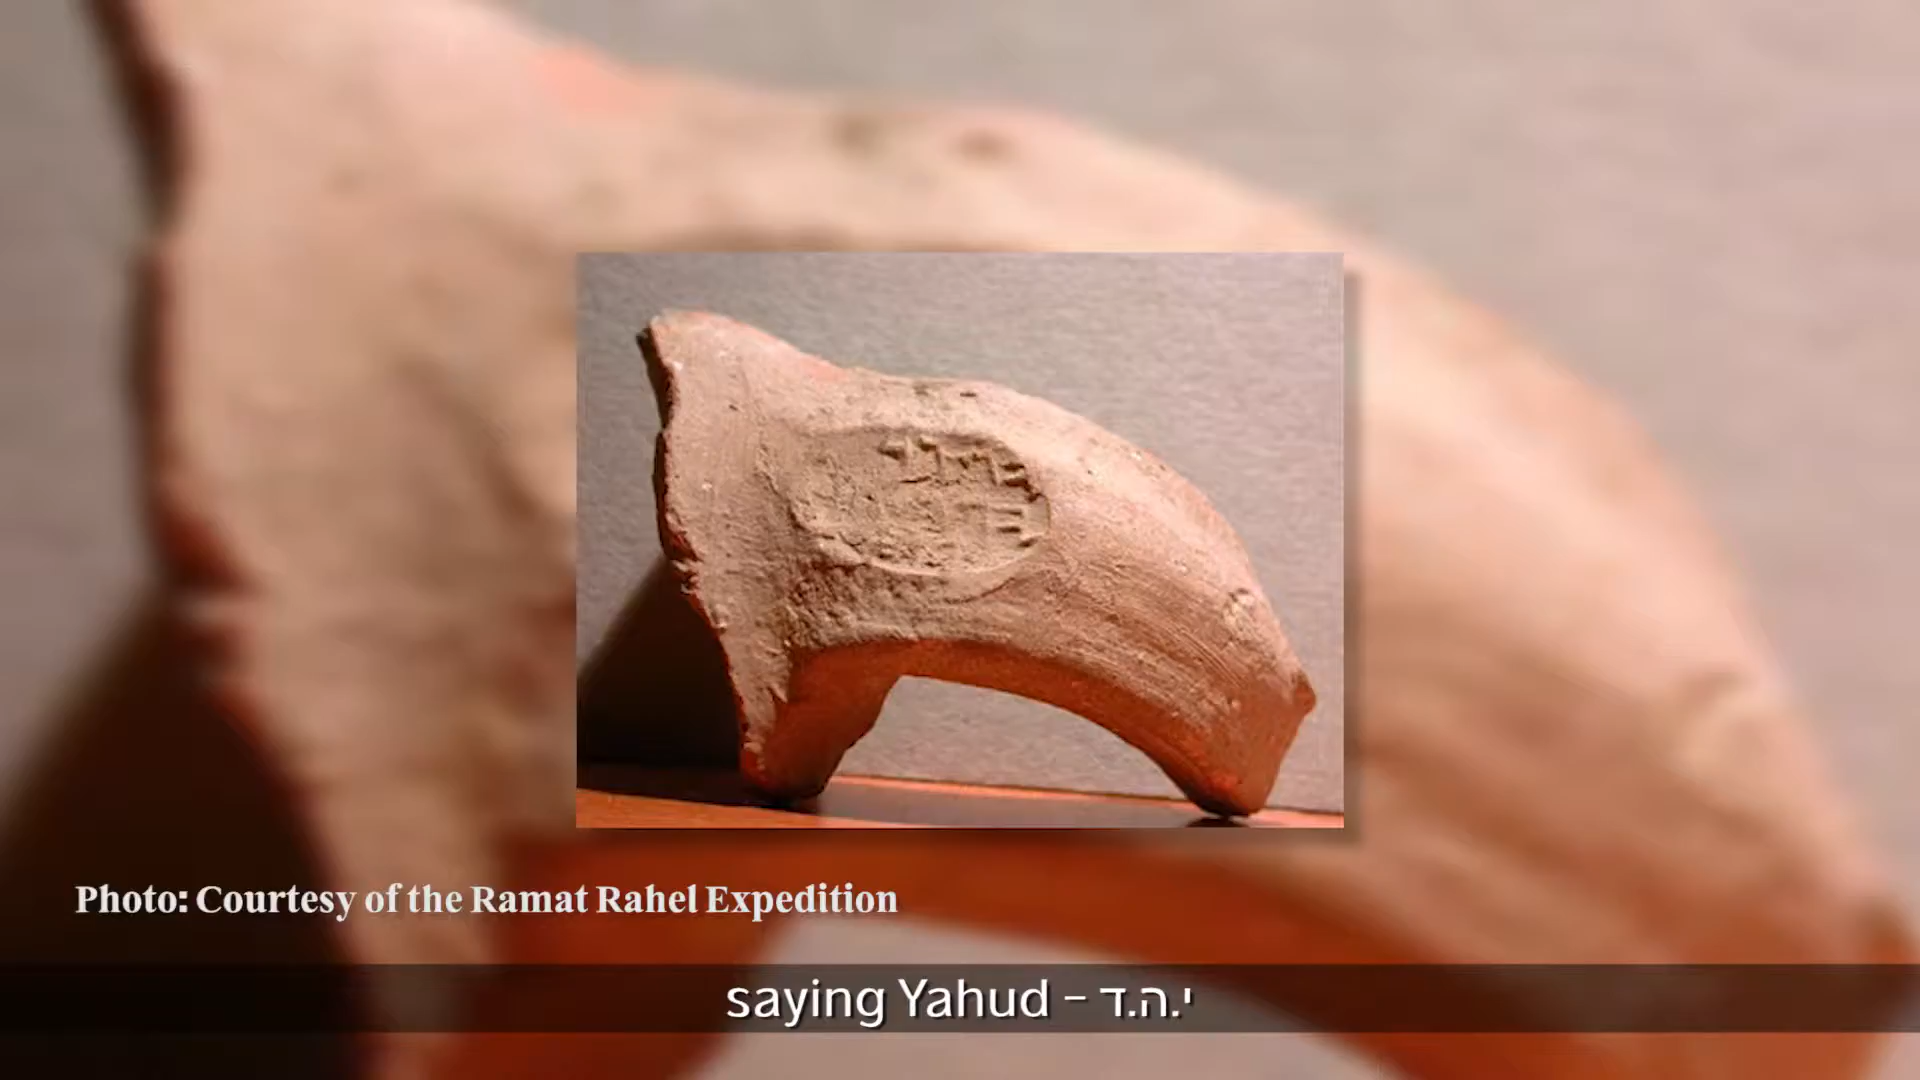 Photo: Courtesy of the Ramat Rahel Expedition
saying Yahud - י.ה.ד